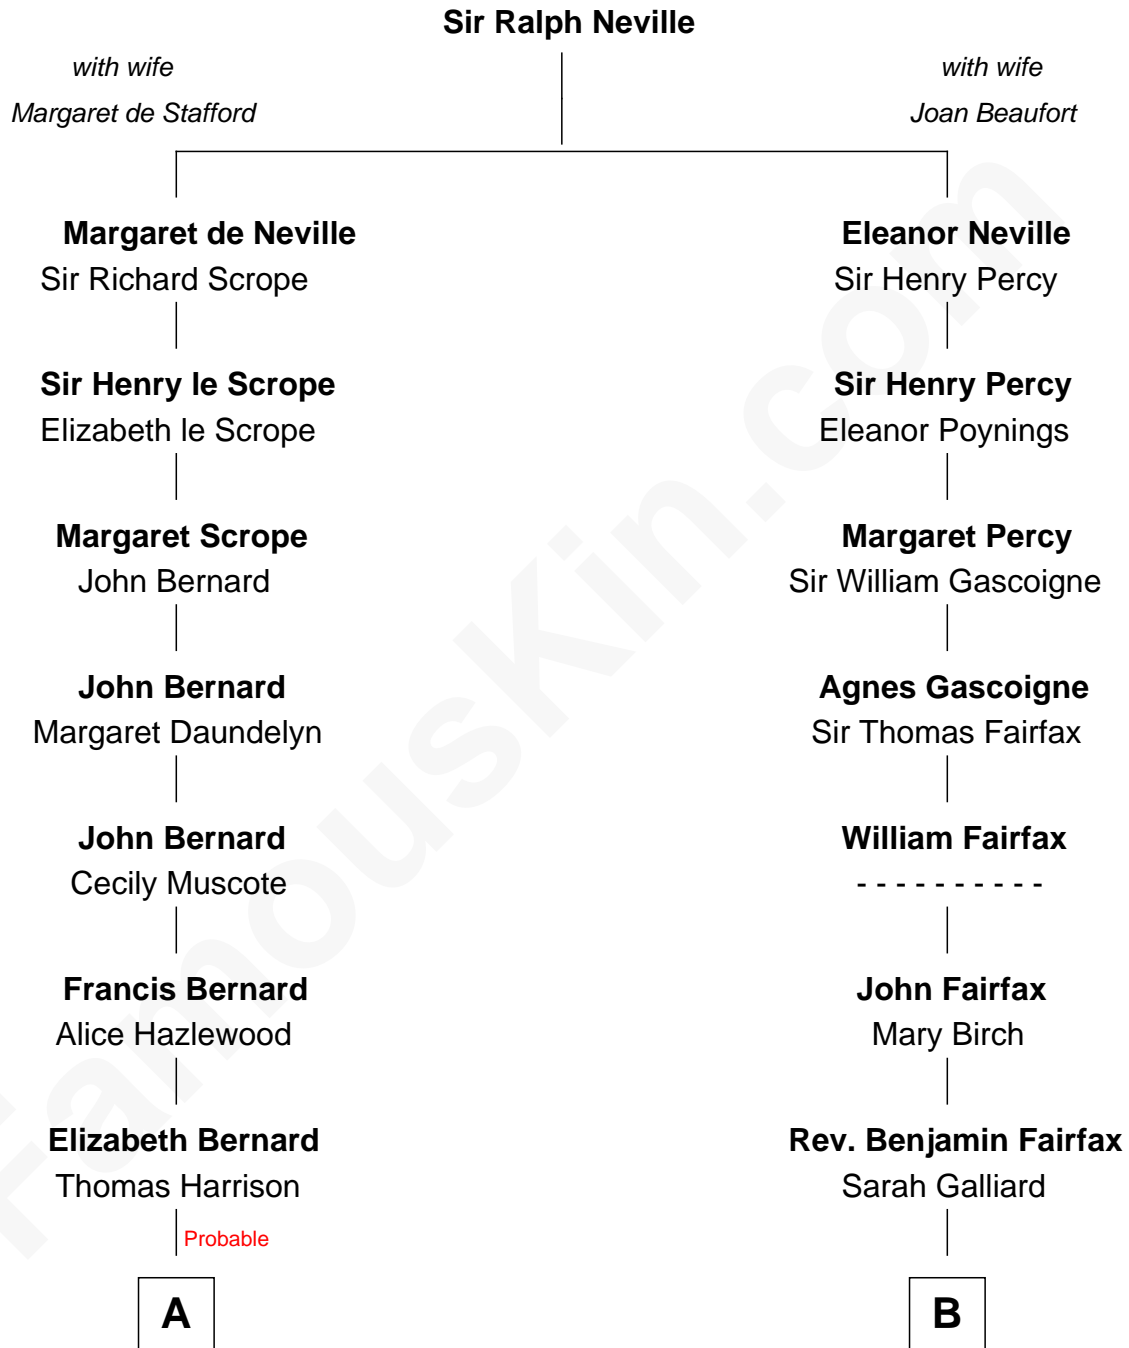 Sir Ralph Neville
with wife
Margaret de Stafford
with wife
Joan Beaufort
Margaret de Neville
Sir Richard Scrope
Eleanor Neville
Sir Henry Percy
Sir Henry le Scrope
Elizabeth le Scrope
Sir Henry Percy
Eleanor Poynings
Margaret Scrope
John Bernard
Margaret Percy
Sir William Gascoigne
John Bernard
Margaret Daundelyn
Agnes Gascoigne
Sir Thomas Fairfax
John Bernard
Cecily Muscote
William Fairfax
- - - - - - - - - -
Francis Bernard
Alice Hazlewood
John Fairfax
Mary Birch
Elizabeth Bernard
Thomas Harrison
Rev. Benjamin Fairfax
Sarah Galliard
Probable
A
B
FamousKin.com